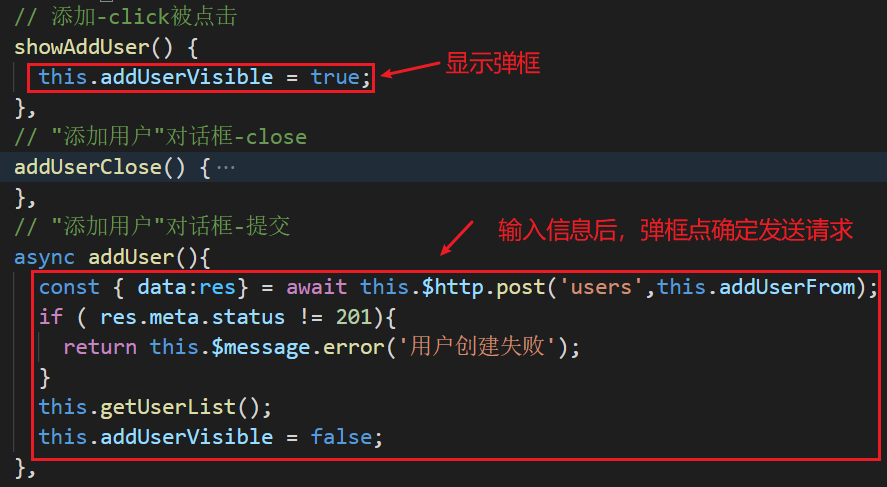 // 添加-click被点击
showAddUser() {
this.addUserVisible = true;
显示弹框
},
// "添加用户"对话框-close
addUserClose() {…
},
// "添加用户"对话框-提交
输入信息后，弹框点确定发送请求
async addUser(){
const { data:res} = await this.$http.post('users',this.addUserFrom);
if ( res.meta.status != 201){
return this.$message.error('用户创建失败');
}
this.getUserList();
this.addUserVisible = false;
},